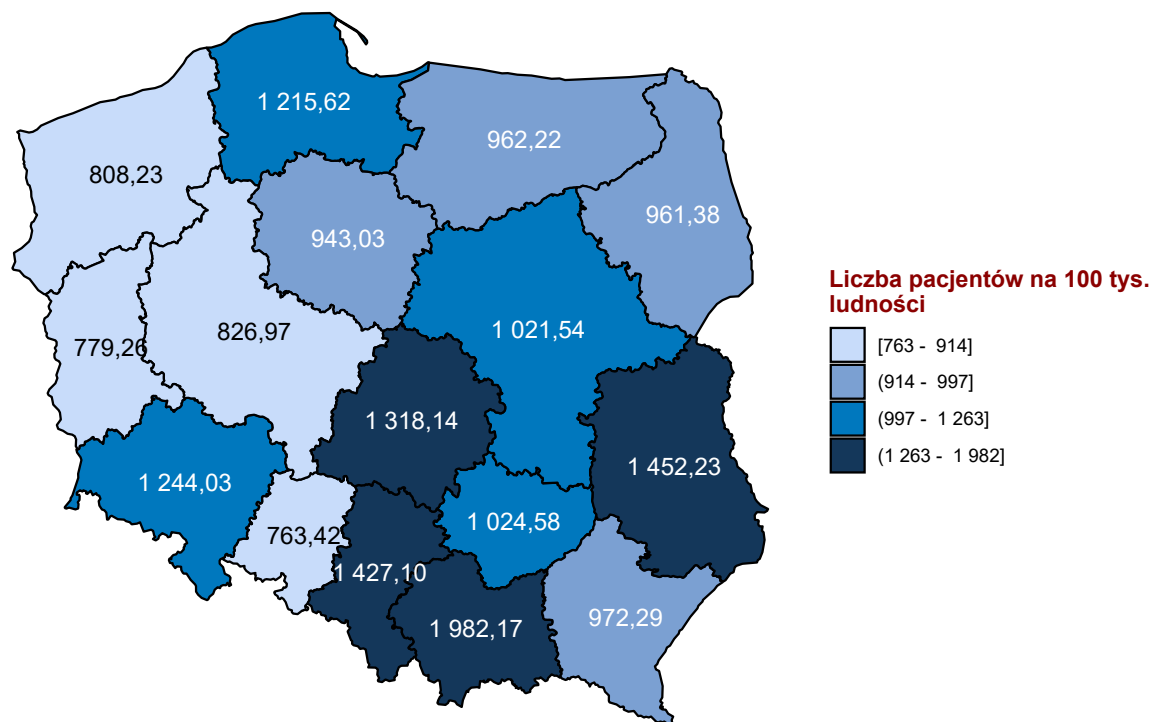 1 215,62
962,22
808,23
961,38
943,03
1 021,54
826,97
779,26
1 318,14
1 452,23
1 244,03
1 024,58
763,42
1 427,10
972,29
1 982,17
Liczba pacjentów na 100 tys.
ludności
[763 - 914]
(914 - 997]
(997 - 1 263]
(1 263 - 1 982]